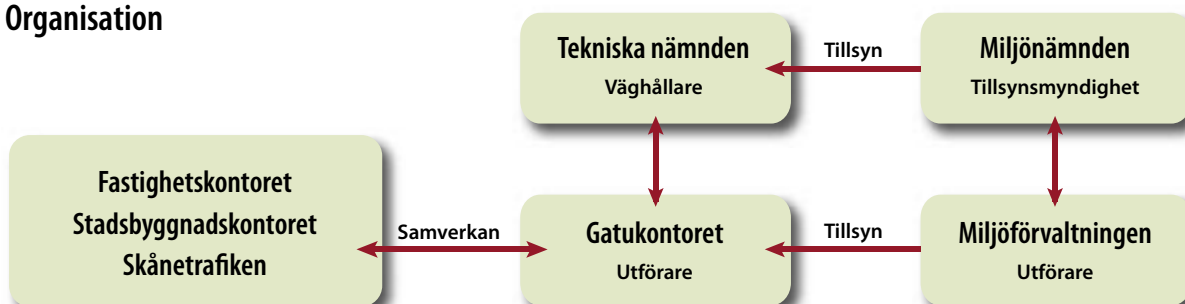 Organisation
Tekniska nämnden
Väghållare
Tillsyn
Miljönämnden
Tillsynsmyndighet
Fastighetskontoret
Stadsbyggnadskontoret
Skånetrafiken
Samverkan
Gatukontoret
Utförare
Tillsyn
Miljöförvaltningen
Utförare